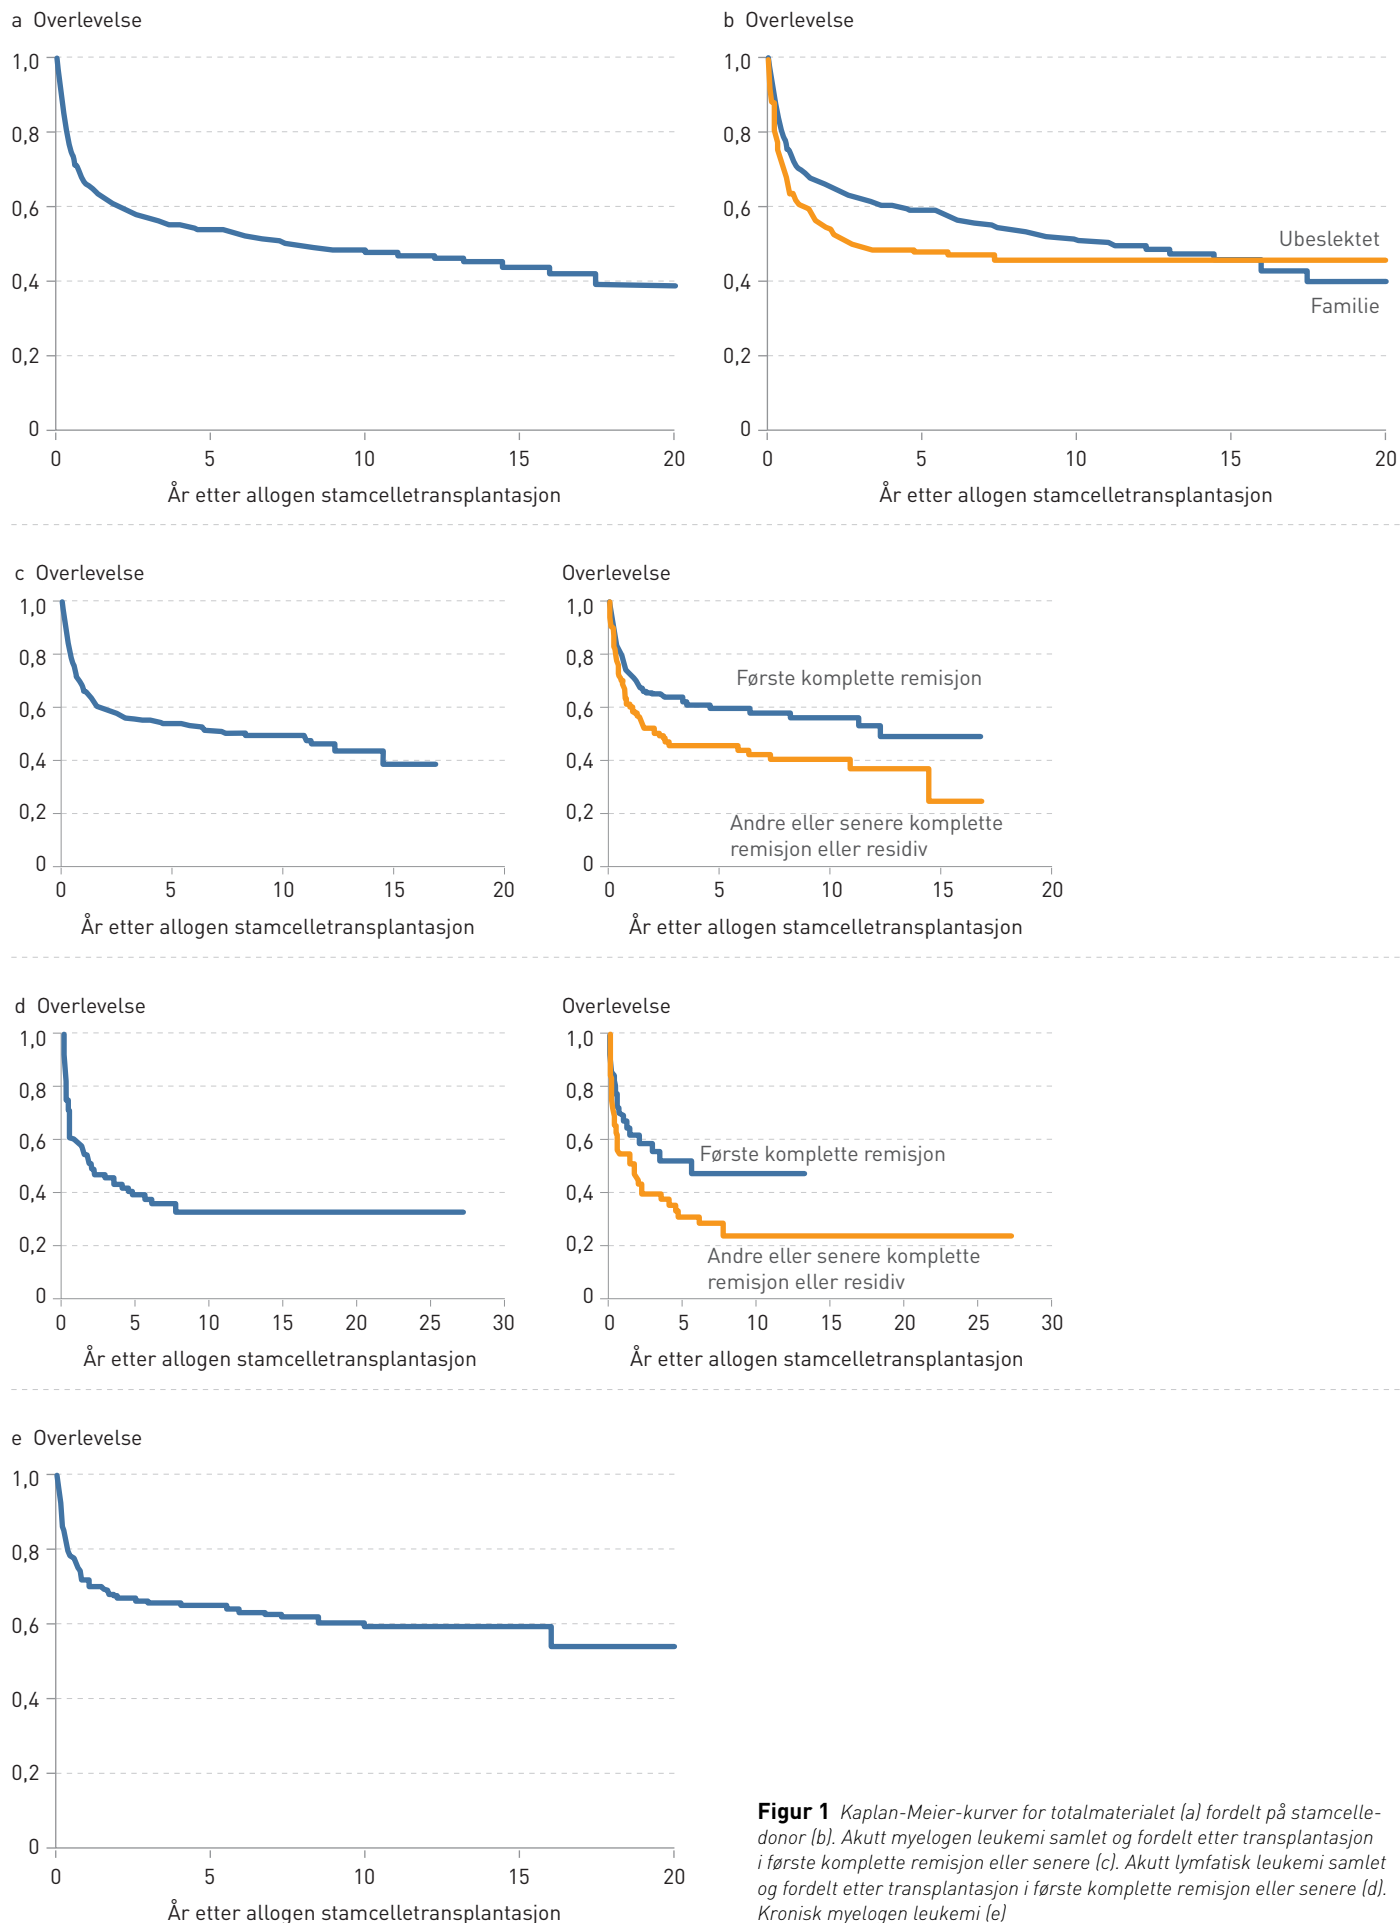 a Overlevelse
1,0
0,8
0,6
0,4
0,2
0
0 5 10 15 20
År etter allogen stamcelletransplantasjon
b Overlevelse
1,0
0,8
0,6
0,4
0,2
0
Ubeslektet
Familie
0 5 10 15 20
År etter allogen stamcelletransplantasjon
c Overlevelse
1,0
0,8
0,6
0,4
0,2
0
0 5 10 15 20
År etter allogen stamcelletransplantasjon
Overlevelse
1,0
0,8
0,6
0,4
0,2
0
Første komplette remisjon
Andre eller senere komplette
remisjon eller residiv
0 5 10 15 20
År etter allogen stamcelletransplantasjon
d Overlevelse
1,0
0,8
0,6
0,4
0,2
0
0 5 10 15 20 25 30
År etter allogen stamcelletransplantasjon
Overlevelse
1,0
0,8
0,6
0,4
0,2
0
Første komplette remisjon
Andre eller senere komplette
remisjon eller residiv
0 5 10 15 20 25 30
År etter allogen stamcelletransplantasjon
e Overlevelse
1,0
0,8
0,6
0,4
0,2
0
0 5 10 15 20
År etter allogen stamcelletransplantasjon
Figur 1 Kaplan-Meier-kurver for totalmaterialet (a) fordelt på stamcelle-
donor (b). Akutt myelogen leukemi samlet og fordelt etter transplantasjon
i første komplette remisjon eller senere (c). Akutt lymfatisk leukemi samlet
og fordelt etter transplantasjon i første komplette remisjon eller senere (d).
Kronisk myelogen leukemi (e)